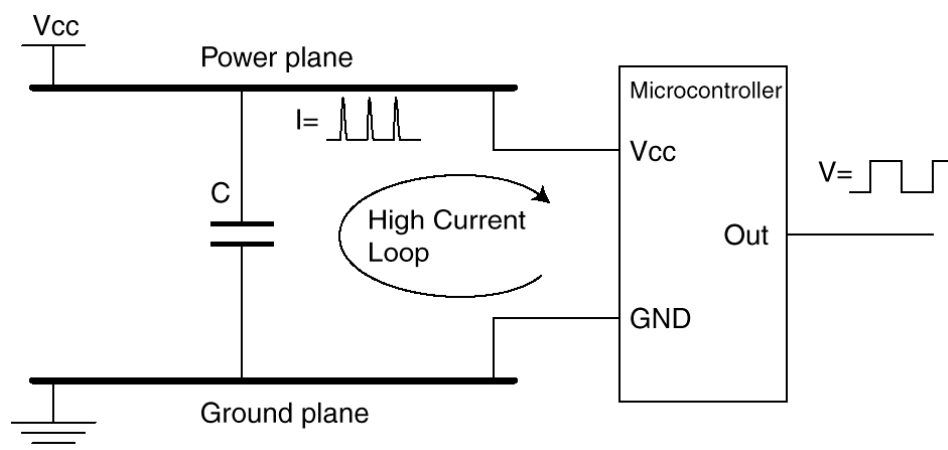 Vcc
Power plane
I=
Microcontroller
Vcc
V=
C
High Current
Loop
Out
GND
Ground plane